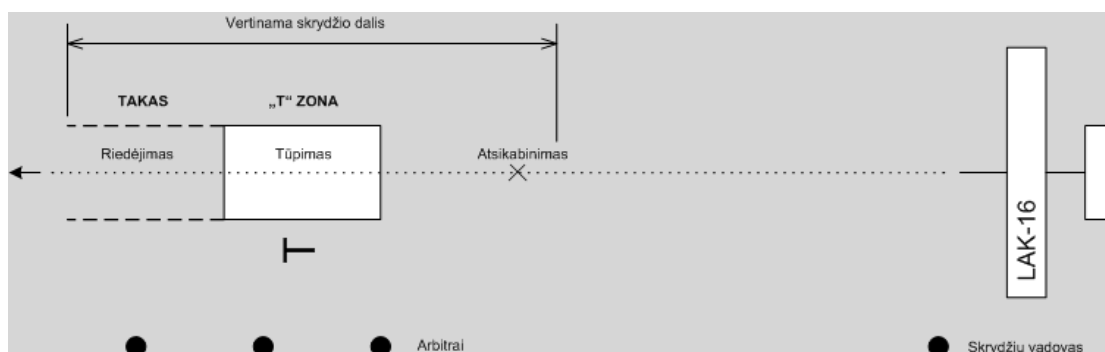 Vertinama skrydžio dalis
TAKAS
„T“ ZONA
Riedėjimas
Tūpimas
Atsikabinimas
LAK-16
Arbitrai
Skrydžių vadovas